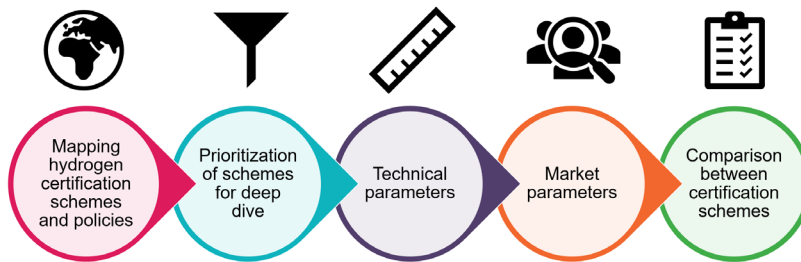 Mapping
hydrogen
certification
schemes
and policies
Prioritization
of schemes
for deep
dive
Technical
parameters
Market
parameters
Comparison
between
certification
schemes